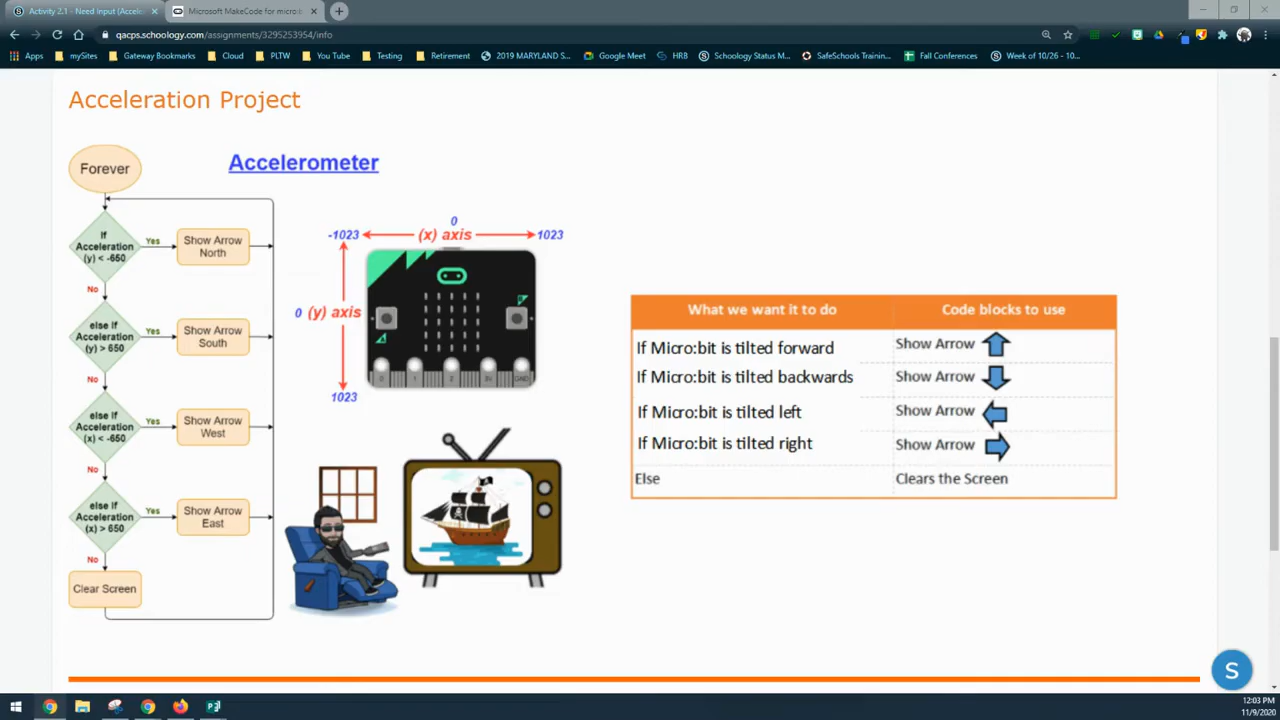 Activity 2.1 - Need Input (Acceler
Microsoft MakeCode for micro:b
qacps.schoology.com/assignments/3295253954/info
Apps
mySites
Gateway Bookmarks
Cloud
PLTW
You Tube
Testing
Retirement
2019 MARYLAND S...
Google Meet
HRB
Schoology Status M...
SafeSchools Trainin...
Fall Conferences
Week of 10/26 - 10...
Acceleration Project
Accelerometer
Forever
If
Acceleration
(y) < -650
Yes
Show Arrow
North
No
else If
Acceleration
(y) > 650
Yes
Show Arrow
South
No
else If
Acceleration
(x) < -650
Yes
Show Arrow
West
No
else If
Acceleration
(x) > 650
Yes
Show Arrow
East
No
Clear Screen
0
-1023
(x) axis
1023
0 (y) axis
1023
A
B
0
1
2
3V
GND
What we want it to do
Code blocks to use
If Micro:bit is tilted forward
Show Arrow
If Micro:bit is tilted backwards
Show Arrow
If Micro:bit is tilted left
Show Arrow
If Micro:bit is tilted right
Show Arrow
Else
Clears the Screen
S
12:03 PM
11/9/2020